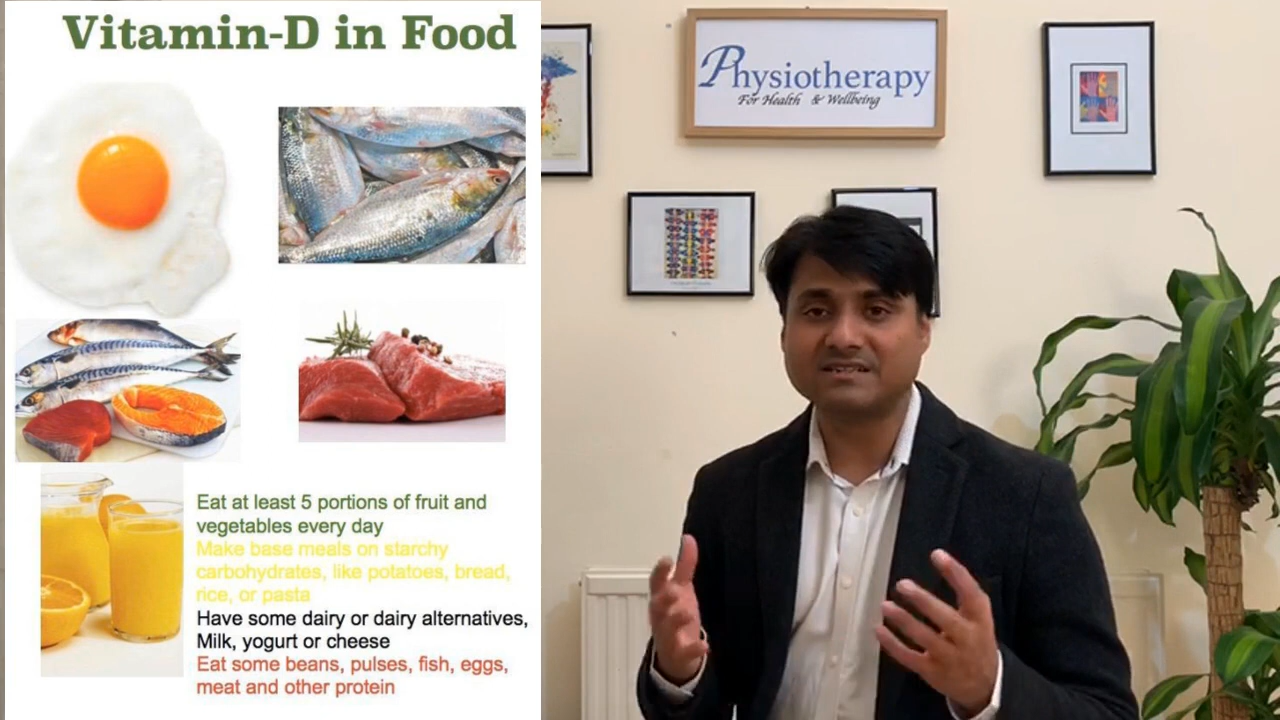 Vitamin-D in Food
Physiotherapy
For Health & Wellbeing
Eat at least 5 portions of fruit and
vegetables every day
Make base meals on starchy
carbohydrates, like potatoes, bread,
rice, or pasta
Have some dairy or dairy alternatives,
Milk, yogurt or cheese
Eat some beans, pulses, fish, eggs,
meat and other protein